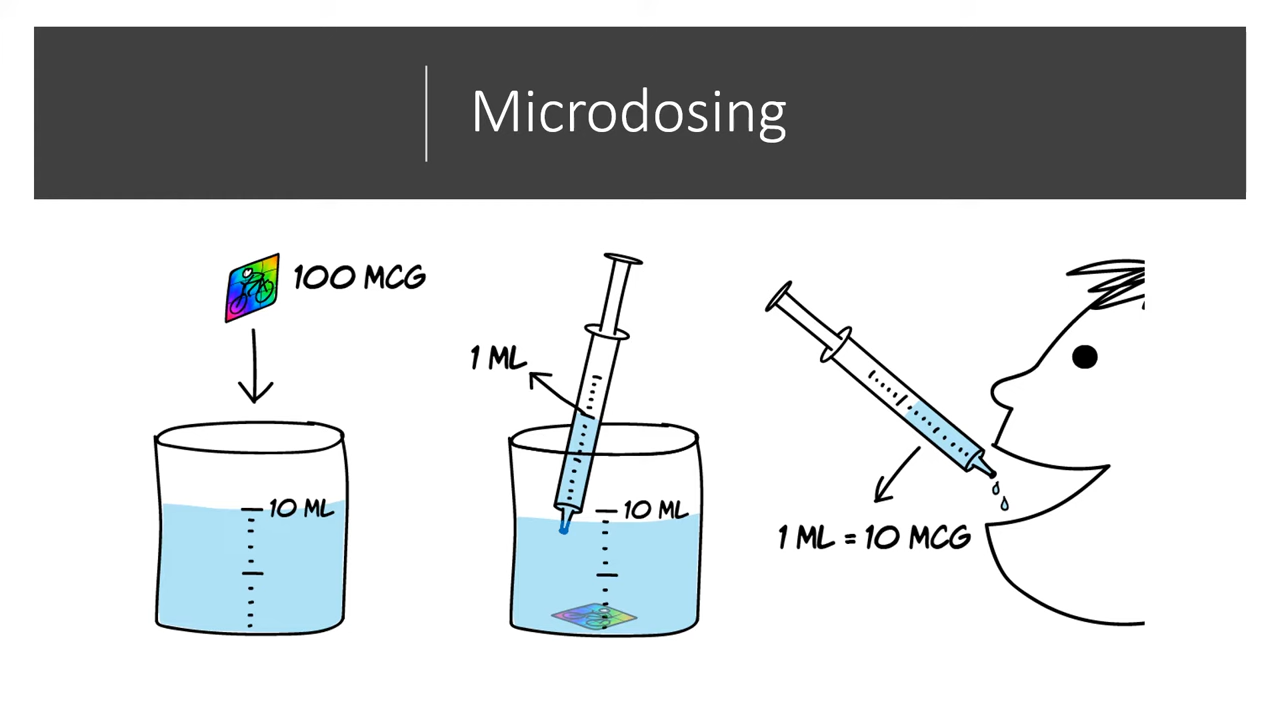 Microdosing
100 MCG
10 ML
1 ML
10 ML
1 ML = 10 MCG